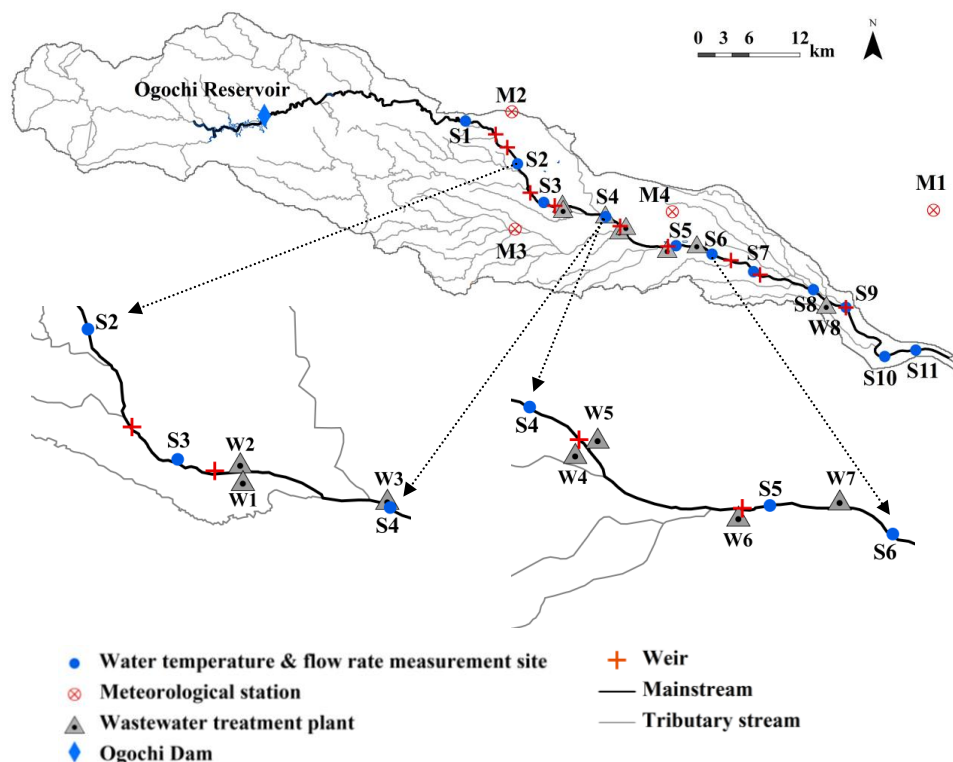 N
0 3 6 12
km
Ogochi Reservoir
M2
S1
S2
M1
S3
S4
M4
M3
S5
S6
S7
S8
S9
W8
S10
S11
S2
S3
W2
W1
W3
S4
S4
W5
W4
S5
W7
W6
S6
Water temperature & flow rate measurement site
Meteorological station
Wastewater treatment plant
Ogochi Dam
Weir
Mainstream
Tributary stream